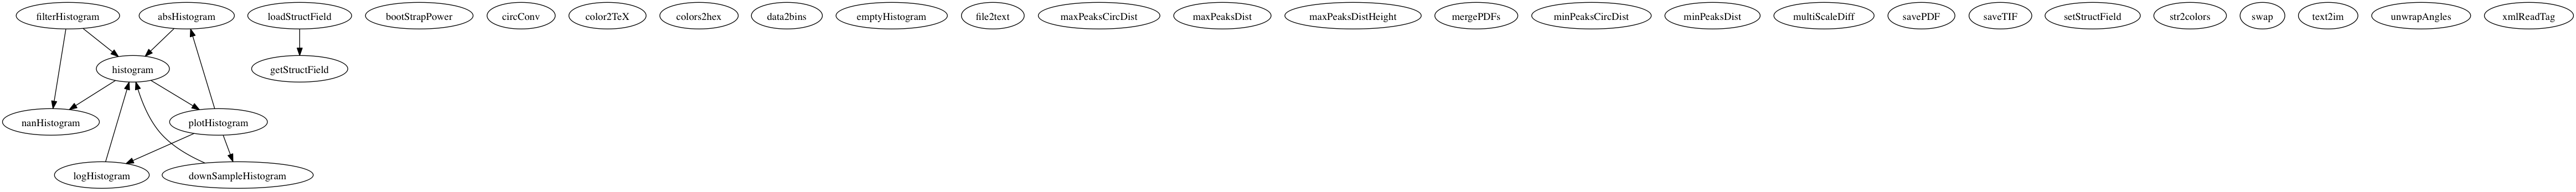 filterHistogram
absHistogram
loadStructField
bootStrapPower
circConv
color2TeX
colors2hex
data2bins
emptyHistogram
file2text
maxPeaksCircDist
maxPeaksDist
maxPeaksDistHeight
mergePDFs
minPeaksCircDist
minPeaksDist
multiScaleDiff
savePDF
saveTIF
setStructField
str2colors
swap
text2im
unwrapAngles
xmlReadTag
histogram
getStructField
nanHistogram
plotHistogram
logHistogram
downSampleHistogram